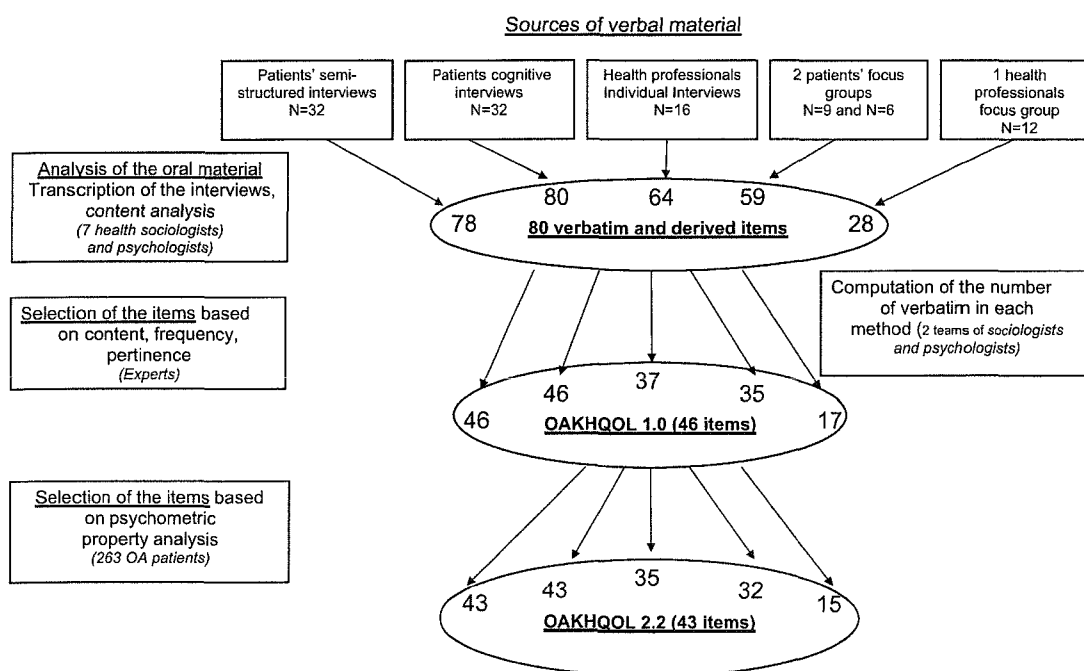 Sources of verbal material
Patients' semi-
structured interviews
N=32
Patients cognitive
interviews
N=32
Health professionals
Individual Interviews
N=16
2 patients' focus
groups
N=9 and N=6
1 health
professionals
focus group
N=12
Analysis of the oral material
Transcription of the interviews,
content analysis
(7 health sociologists)
and psychologists)
78
80
64
59
28
80 verbatim and derived items
Computation of the number
of verbatim in each
method (2 teams of sociologists
and psychologists)
Selection of the items based
on content, frequency,
pertinence
(Experts)
46
46
37
35
17
OAKHQOL 1.0 (46 items)
Selection of the items based
on psychometric
property analysis
(263 OA patients)
43
43
35
32
15
OAKHQOL 2.2 (43 items)